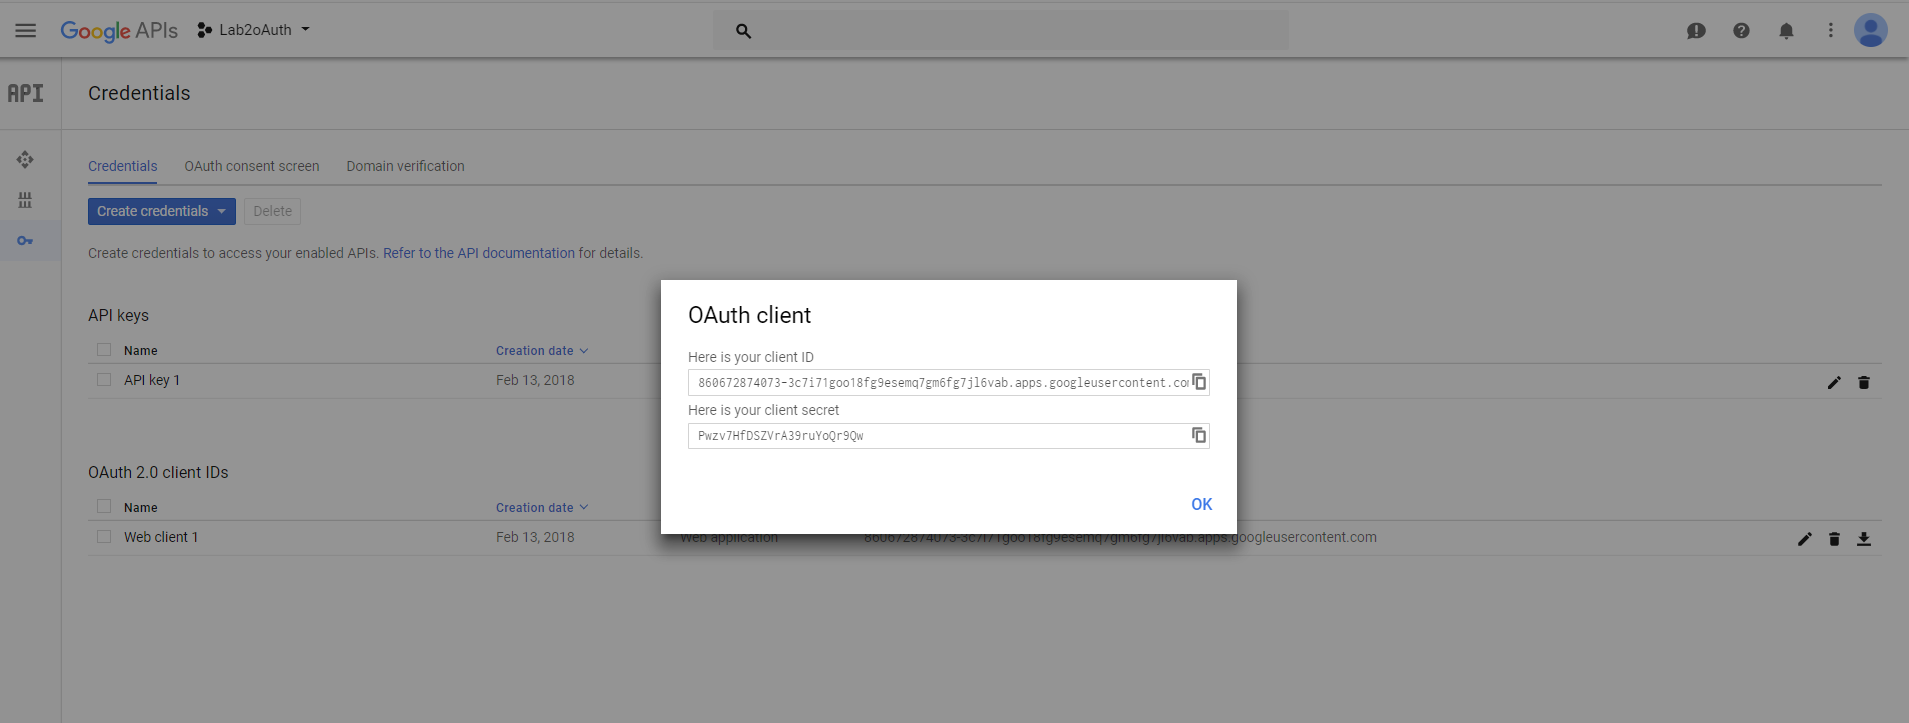 Google APIs
Lab2oAuth
API
Credentials
Credentials
OAuth consent screen
Domain verification
Create credentials
Delete
Create credentials to access your enabled APIs. Refer to the API documentation for details.
API keys
Name
Creation date
API key 1
Feb 13, 2018
OAuth client
Here is your client ID
860672874073-3c7i71goo18fg9esemq7gm6fg7jl6vab.apps.googleusercontent.com
Here is your client secret
Pwzv7HfDSZVrA39ruYoQr9Qw
OK
OAuth 2.0 client IDs
Name
Creation date
Web client 1
Feb 13, 2018
Web application
860672874073-3c7i71goo18fg9esemq7gm6fg7jl6vab.apps.googleusercontent.com